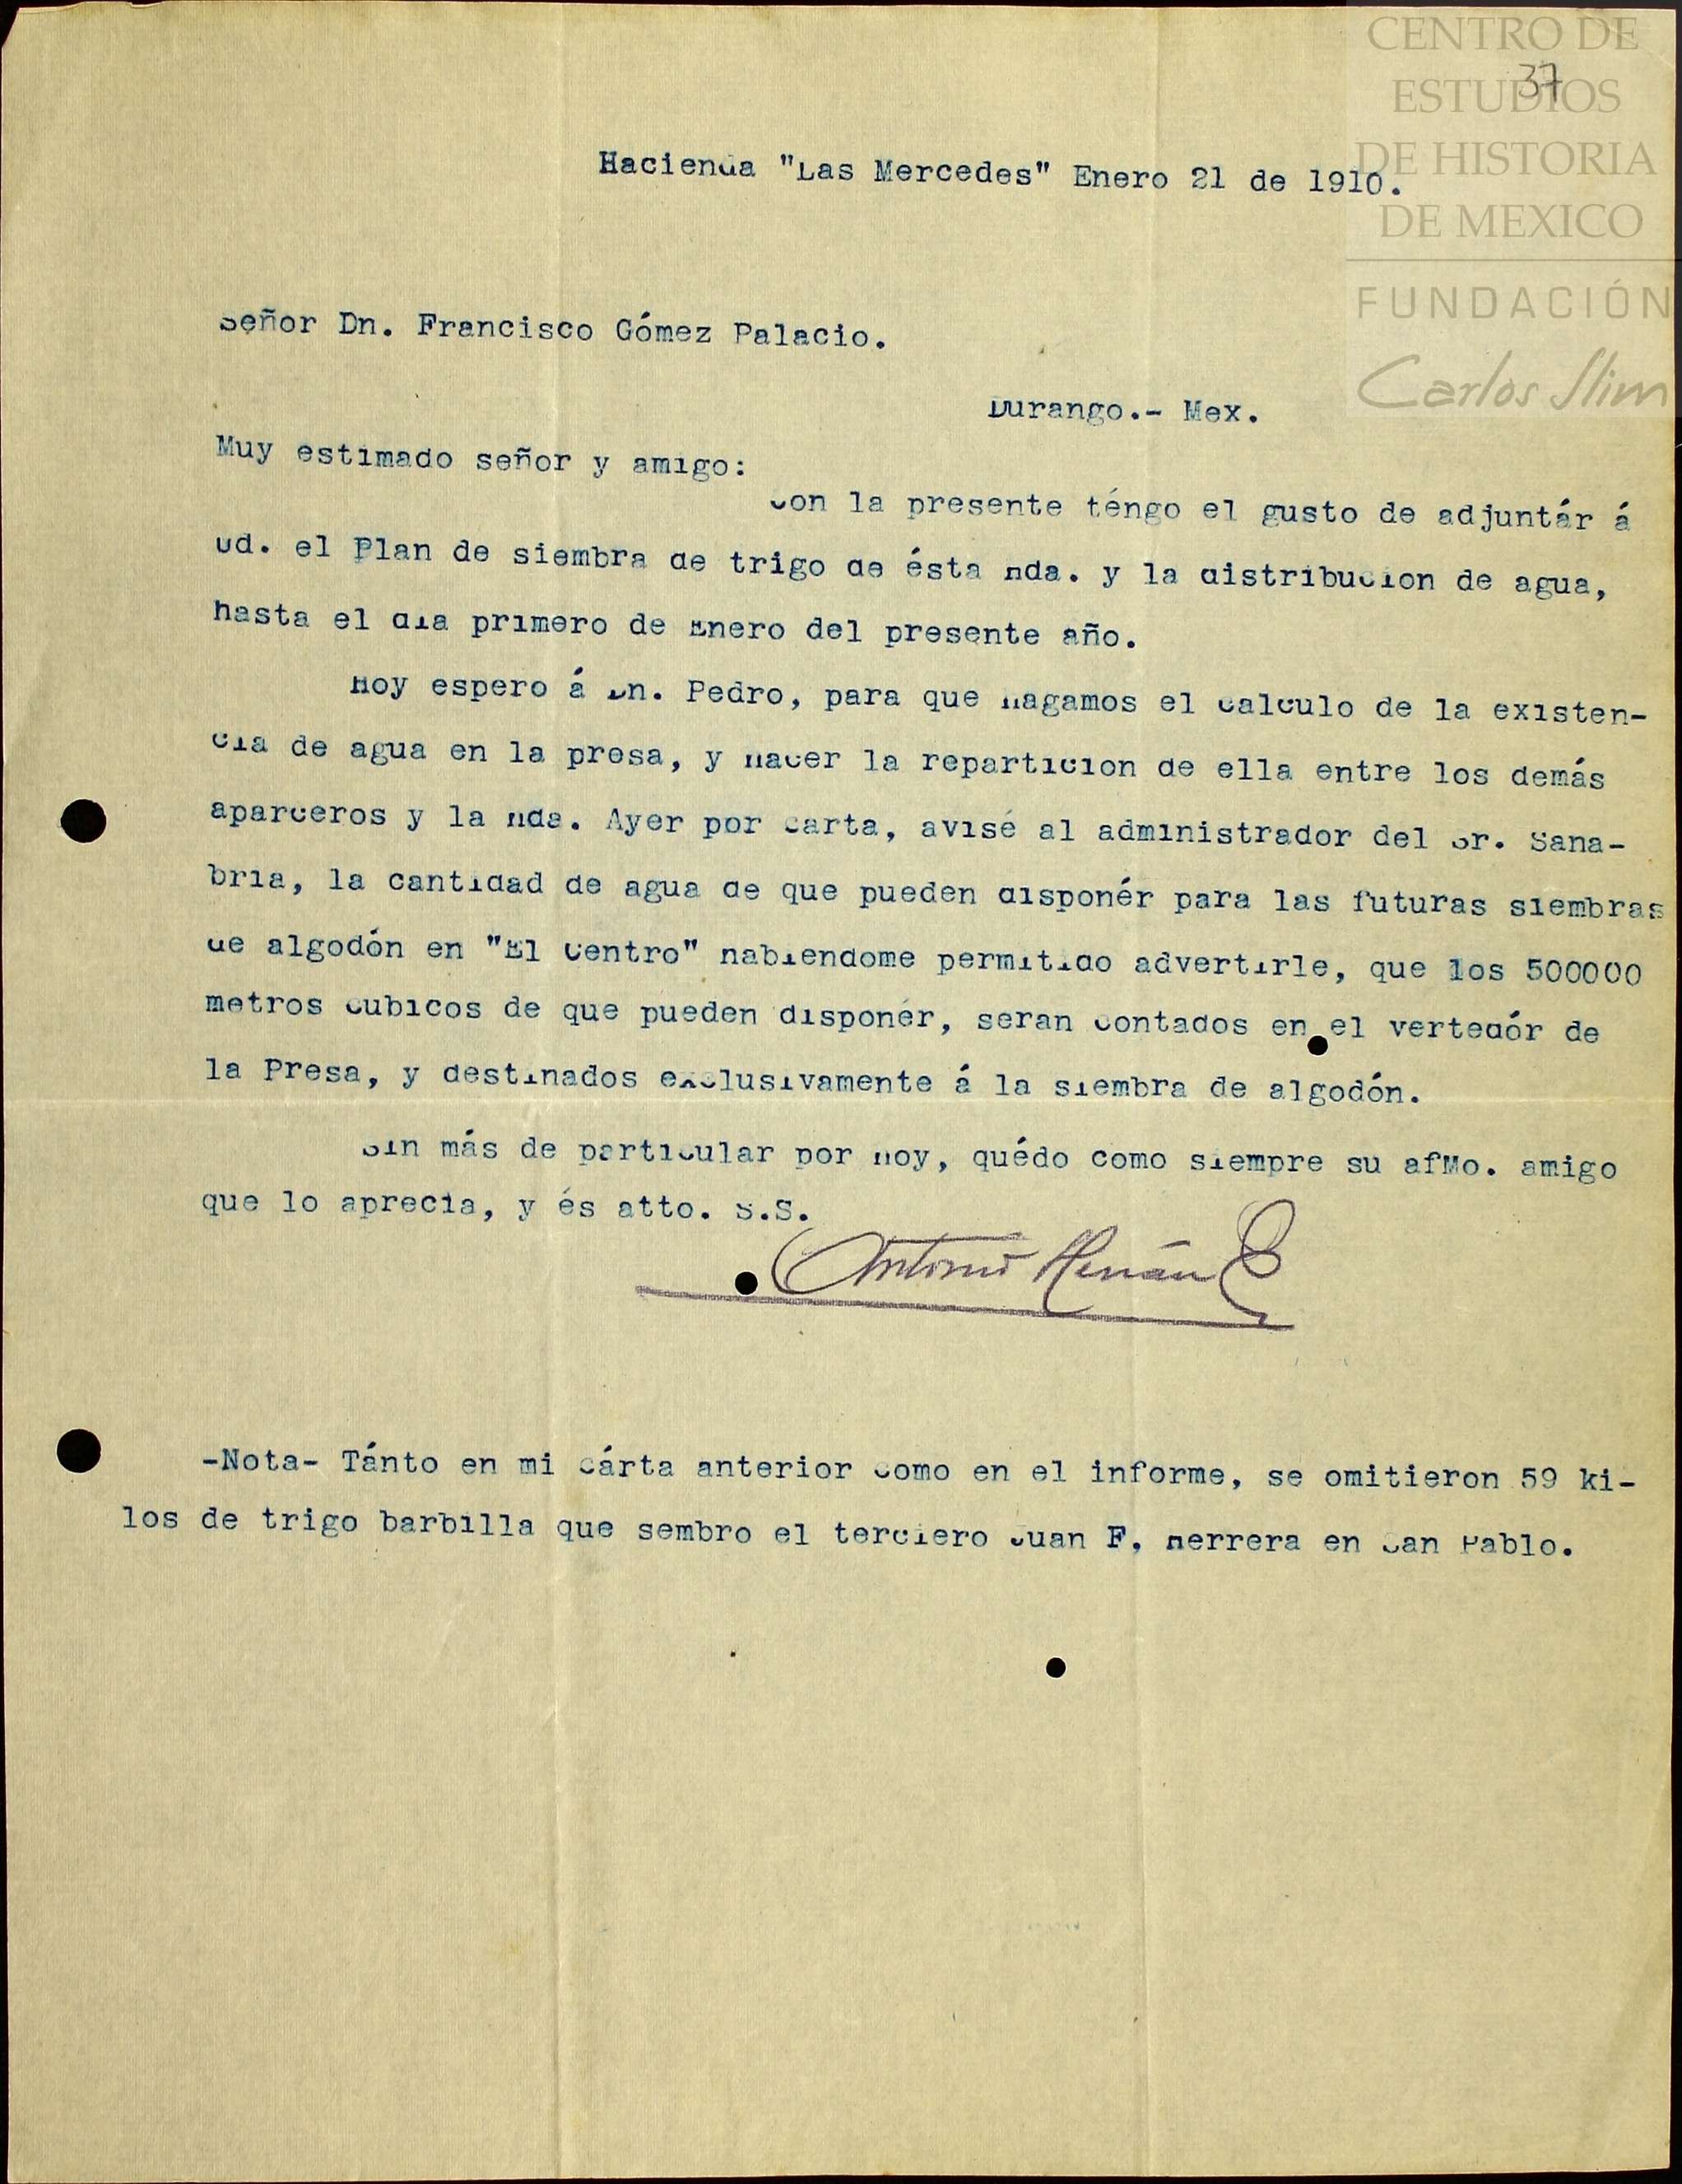 CENTRO DE
ESTUDIOS
37
DE HISTORIA
DE MEXICO
FUNDACIÓN
Carlos Slim
Hacienda "Las Mercedes" Enero 21 de 1910.
Señor Dn. Francisco Gómez Palacio.
Durango.- Mex.
Muy estimado señor y amigo:
Con la presente téngo el gusto de adjuntár á
Ud. el Plan de siembra de trigo de ésta Hda. y la distribucion de agua,
hasta el dia primero de Enero del presente año.
Hoy espero á Dn. Pedro, para que hagamos el calculo de la existen-
cia de agua en la presa, y hacer la reparticion de ella entre los demás
aparceros y la Hda. Ayer por carta, avisé al administrador del Sr. Sana-
bria, la cantidad de agua de que pueden disponér para las futuras siembras
de algodón en "El Centro" habiendome permitido advertirle, que los 500000
metros cubicos de que pueden disponér, seran contados en el vertedór de
la Presa, y destinados exclusivamente á la siembra de algodón.
Sin más de particular por hoy, quédo como siempre su afMo. amigo
que lo aprecia, y és atto. S.S.
Antonio
-Nota- Tánto en mi cárta anterior como en el informe, se omitieron 59 ki-
los de trigo barbilla que sembro el terciero Juan F. Herrera en San Pablo.